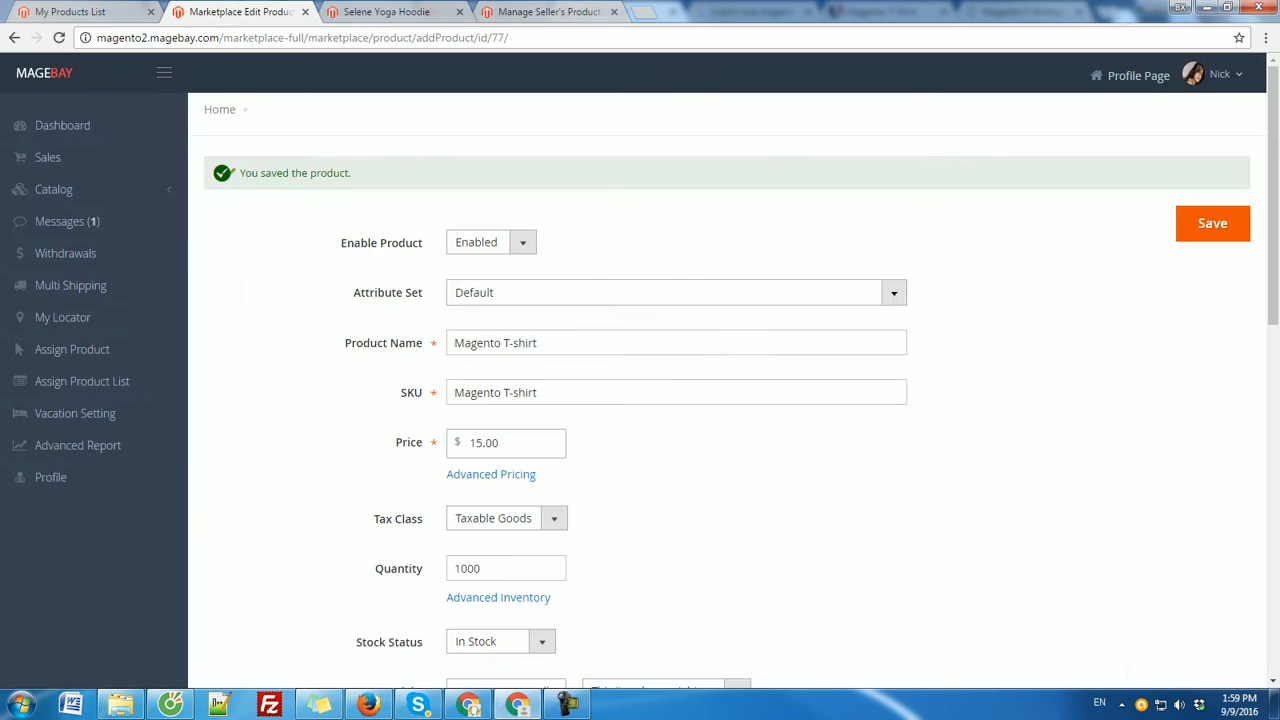 My Products List
Marketplace Edit Produc
Selene Yoga Hoodie
Manage Seller's Product
BX
magento2.magebay.com/marketplace-full/marketplace/product/addProduct/id/77/
MAGEBAY
Profile Page
Nick
Dashboard
Sales
Catalog
Messages (1)
Withdrawals
Multi Shipping
My Locator
Assign Product
Assign Product List
Vacation Setting
Advanced Report
Profile
Home
You saved the product.
Save
Enable Product Enabled
Attribute Set Default
Product Name * Magento T-shirt
SKU * Magento T-shirt
Price * $ 15.00
Advanced Pricing
Tax Class Taxable Goods
Quantity 1000
Advanced Inventory
Stock Status In Stock
EN
1:59 PM
9/9/2016